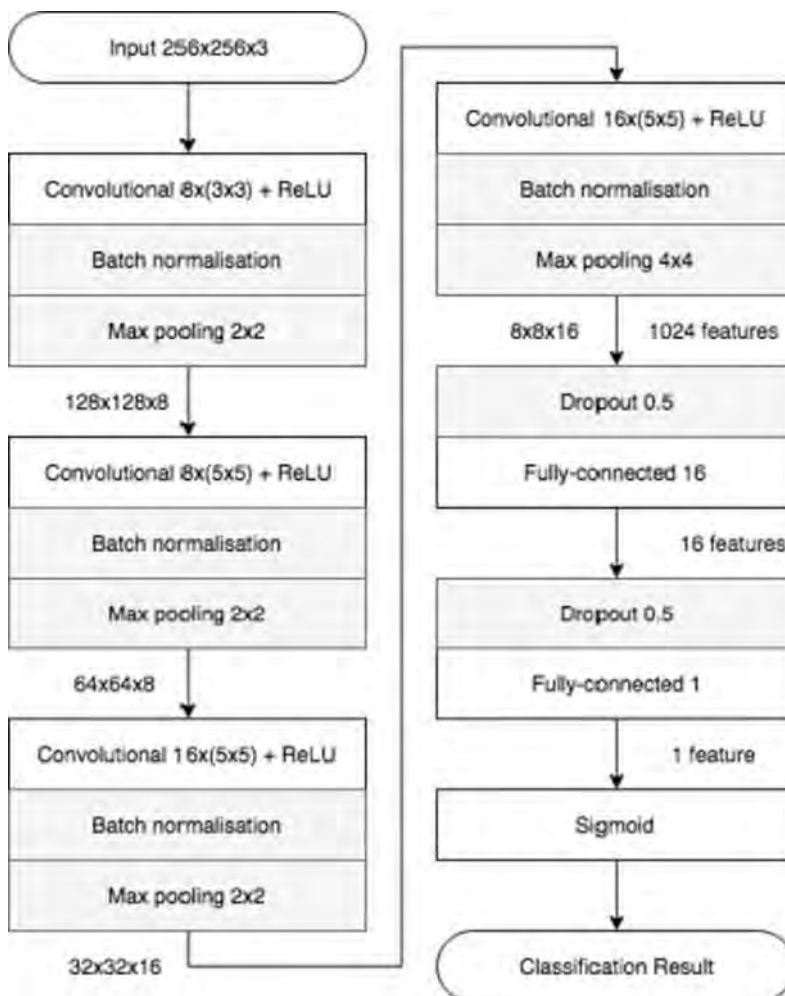 Input 256x256x3
Convolutional 8x(3x3) + ReLU
Batch normalisation
Max pooling 2x2
128x128x8
Convolutional 8x(5x5) + ReLU
Batch normalisation
Max pooling 2x2
64x64x8
Convolutional 16x(5x5) + ReLU
Batch normalisation
Max pooling 2x2
32x32x16
Convolutional 16x(5x5) + ReLU
Batch normalisation
Max pooling 4x4
8x8x16 1024 features
Dropout 0.5
Fully-connected 16
16 features
Dropout 0.5
Fully-connected 1
1 feature
Sigmoid
Classification Result